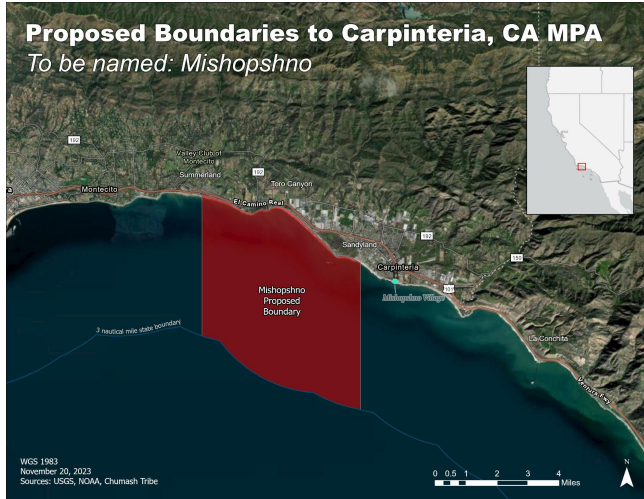 Proposed Boundaries to Carpinteria, CA MPA
To be named: Mishopshno
192
Valley Club of
Montecito
Summerland
192
Toro Canyon
Montecito
El Camino Real
Sandyland
192
150
Carpinteria
101
Mishopshno Village
Mishopshno
Proposed
Boundary
3 nautical mile state boundary
La Conchita
Ventura Fwy
WGS 1983
November 20, 2023
Sources: USGS, NOAA, Chumash Tribe
0 0.5 1 2 3 4
Miles
N